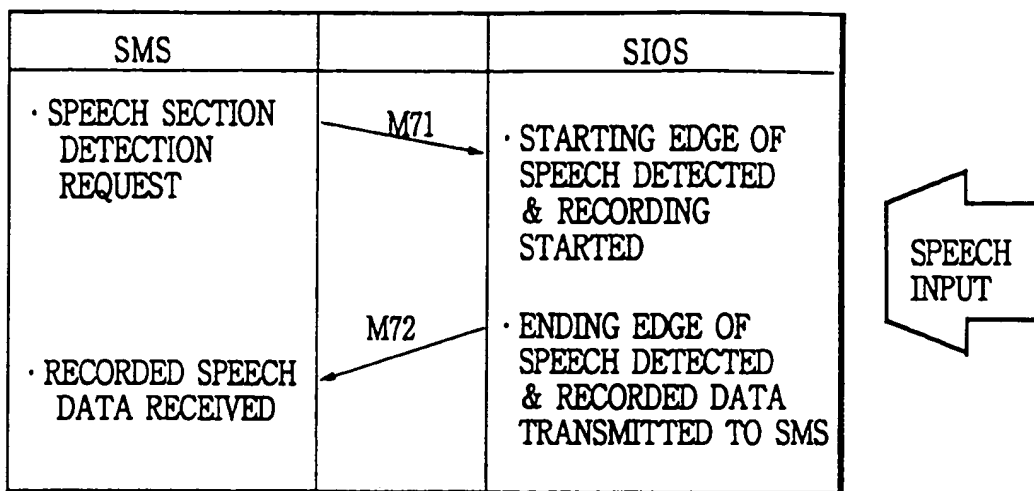 SMS
SIOS
· SPEECH SECTION
DETECTION
REQUEST
M71
· STARTING EDGE OF
SPEECH DETECTED
& RECORDING
STARTED
SPEECH
INPUT
M72
· ENDING EDGE OF
SPEECH DETECTED
& RECORDED DATA
TRANSMITTED TO SMS
· RECORDED SPEECH
DATA RECEIVED